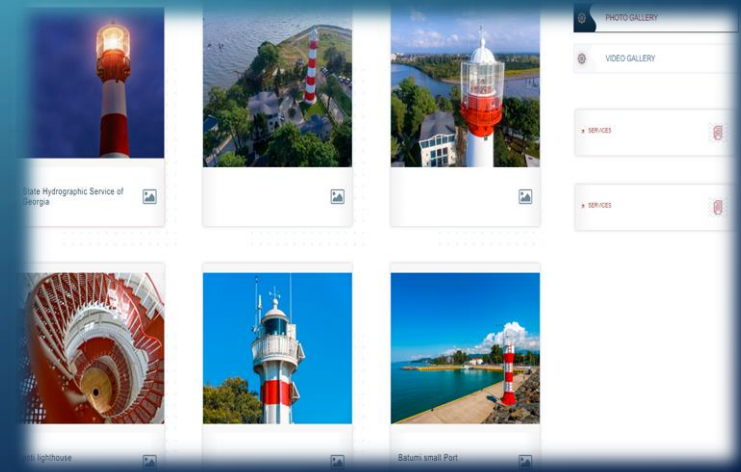 PHOTO GALLERY
VIDEO GALLERY
SERVICES
State Hydrographic Service of
Georgia
SERVICES
lighthouse
Batumi small Port